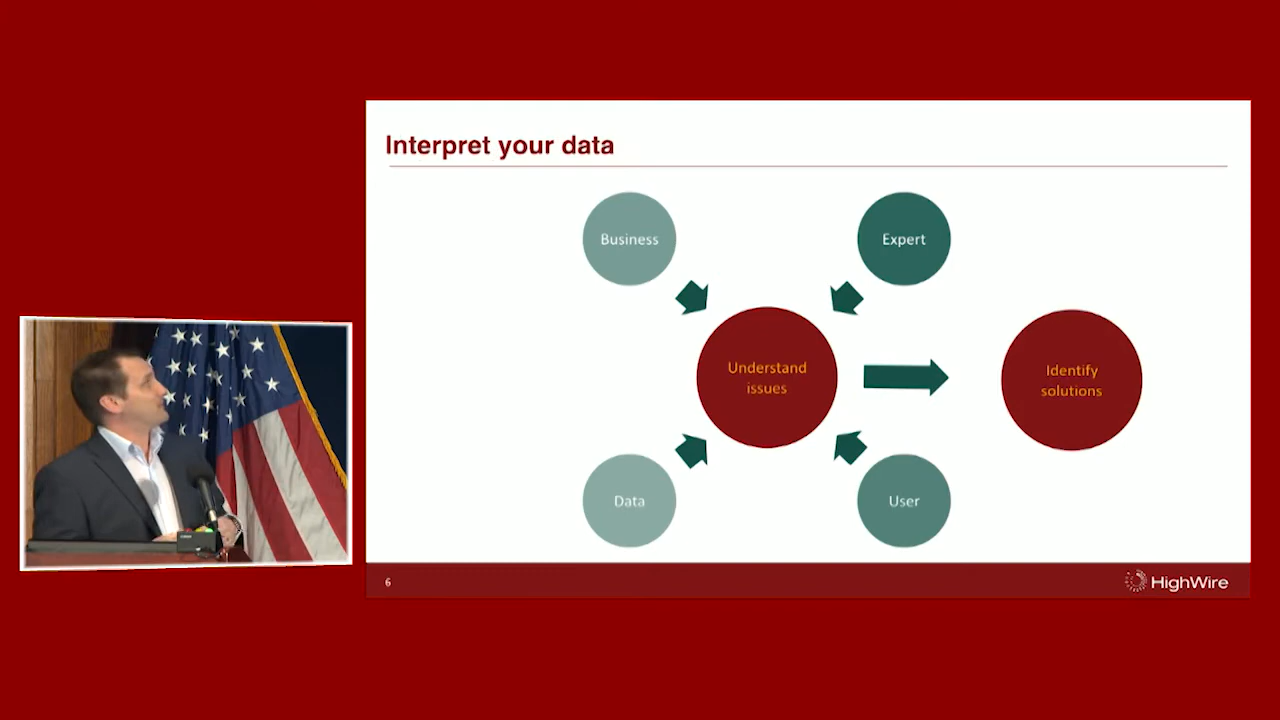 Interpret your data
Business
Expert
Understand
issues
Identify
solutions
Data
User
6
HighWire